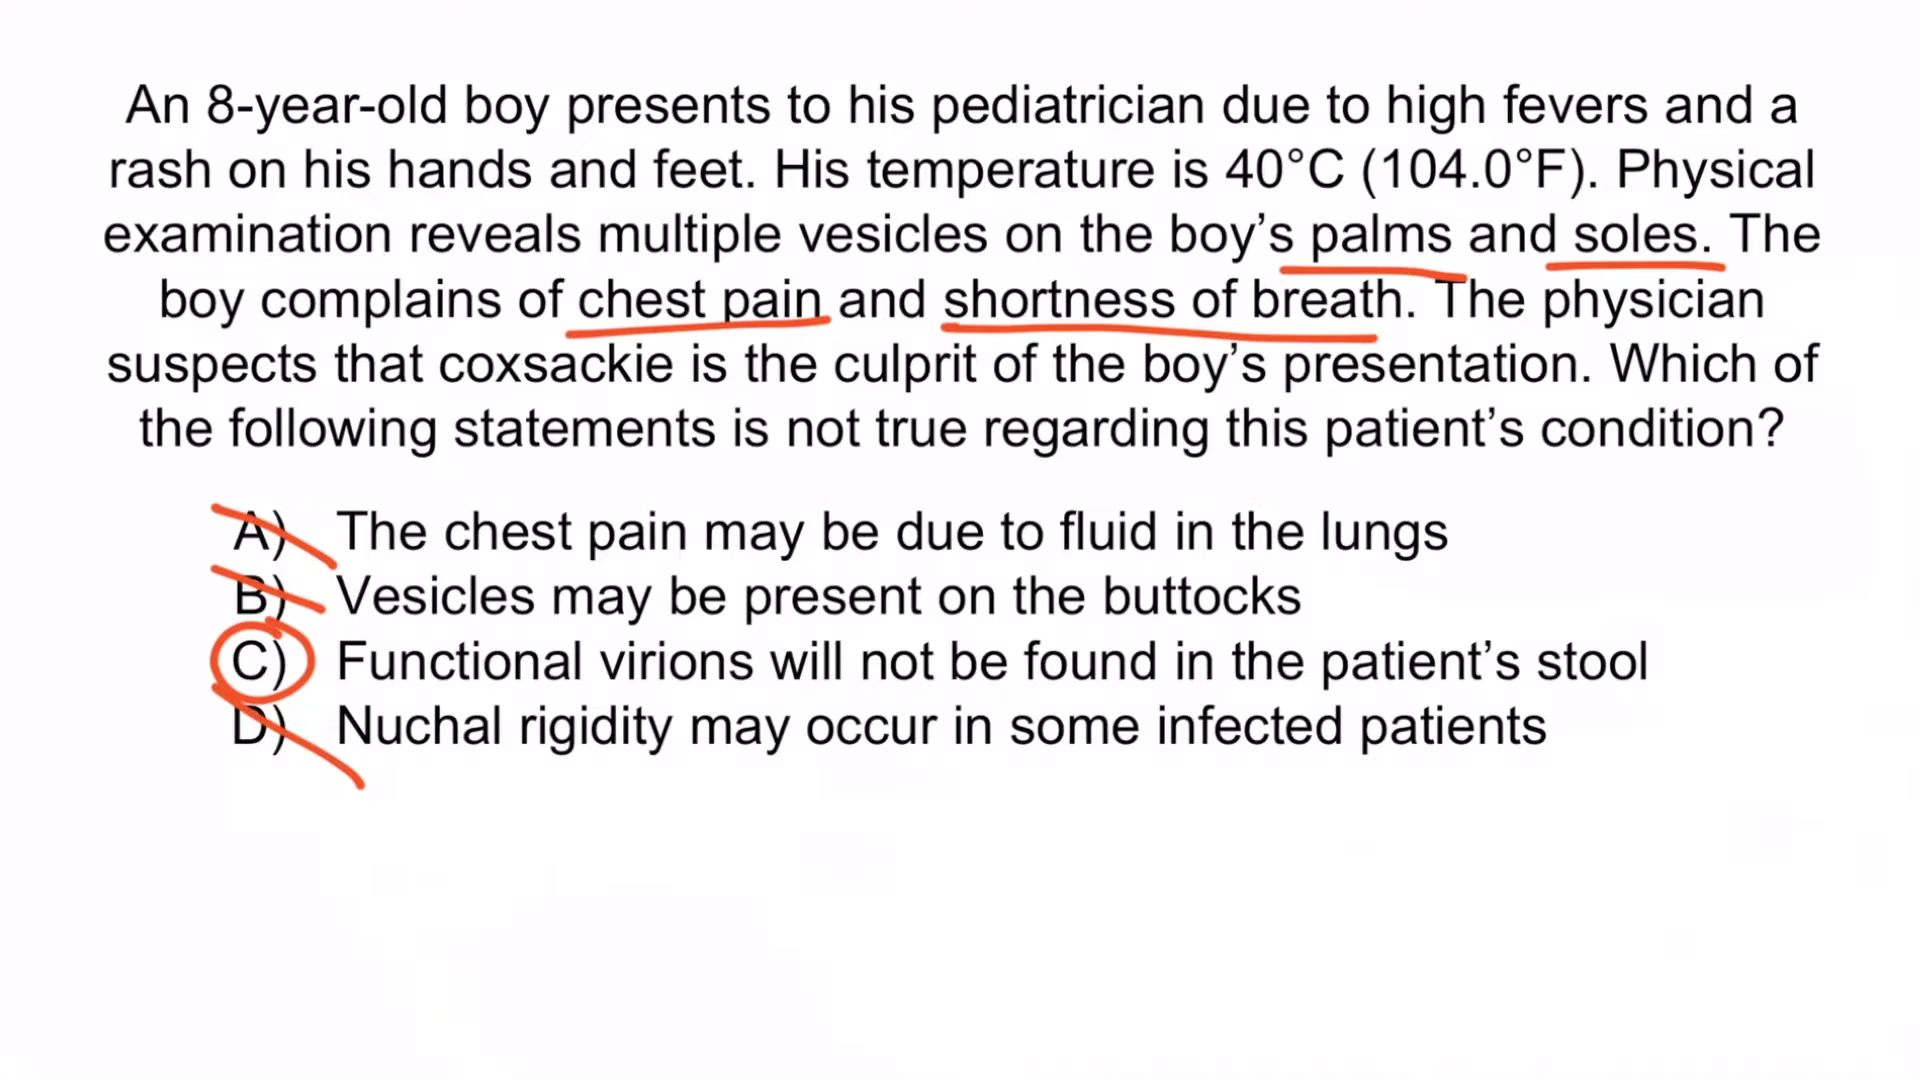 An 8-year-old boy presents to his pediatrician due to high fevers and a
rash on his hands and feet. His temperature is 40°C (104.0°F). Physical
examination reveals multiple vesicles on the boy’s palms and soles. The
boy complains of chest pain and shortness of breath. The physician
suspects that coxsackie is the culprit of the boy’s presentation. Which of
the following statements is not true regarding this patient’s condition?
A) The chest pain may be due to fluid in the lungs
B) Vesicles may be present on the buttocks
C) Functional virions will not be found in the patient’s stool
D) Nuchal rigidity may occur in some infected patients